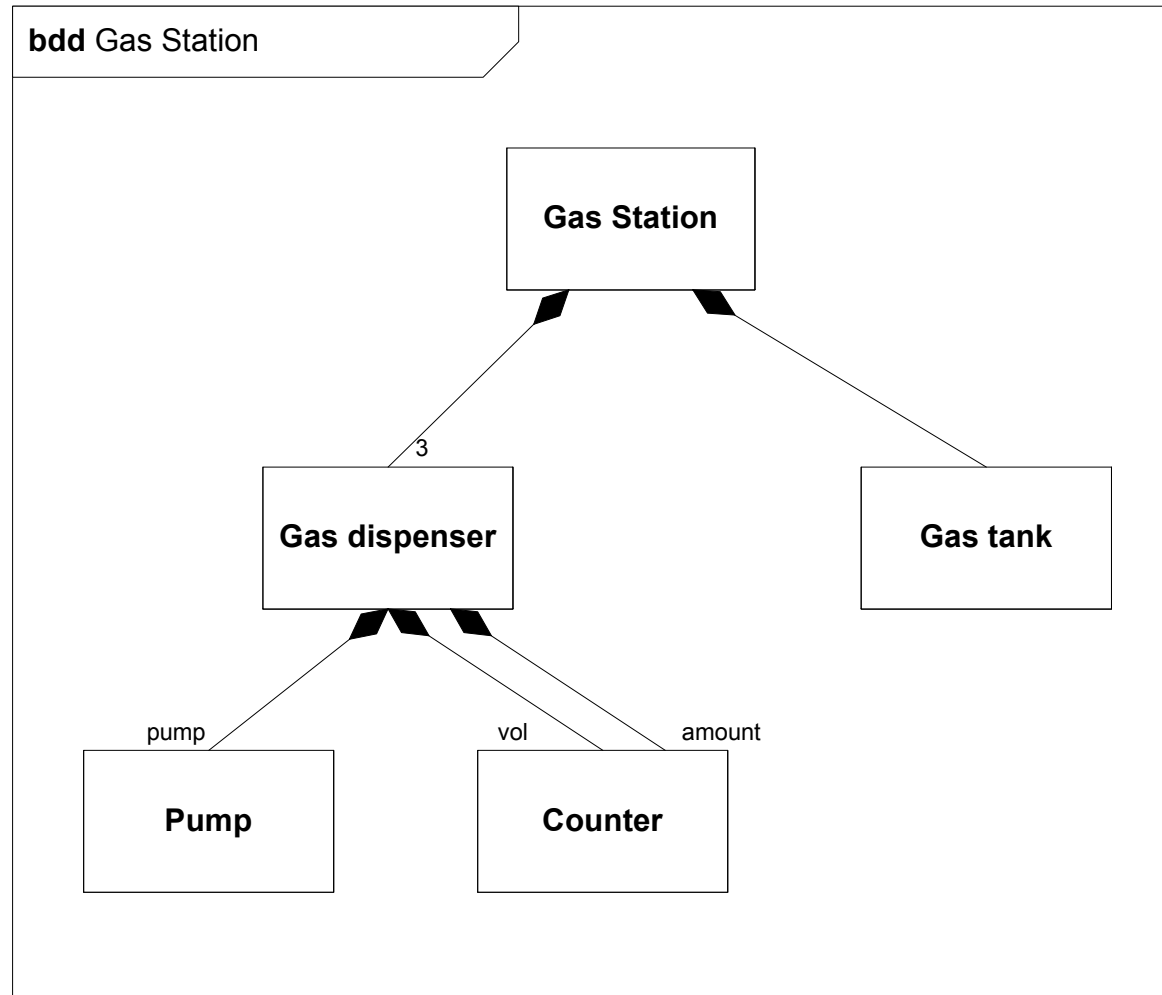 bdd Gas Station
Gas Station
3
Gas dispenser
Gas tank
pump
vol
amount
Pump
Counter